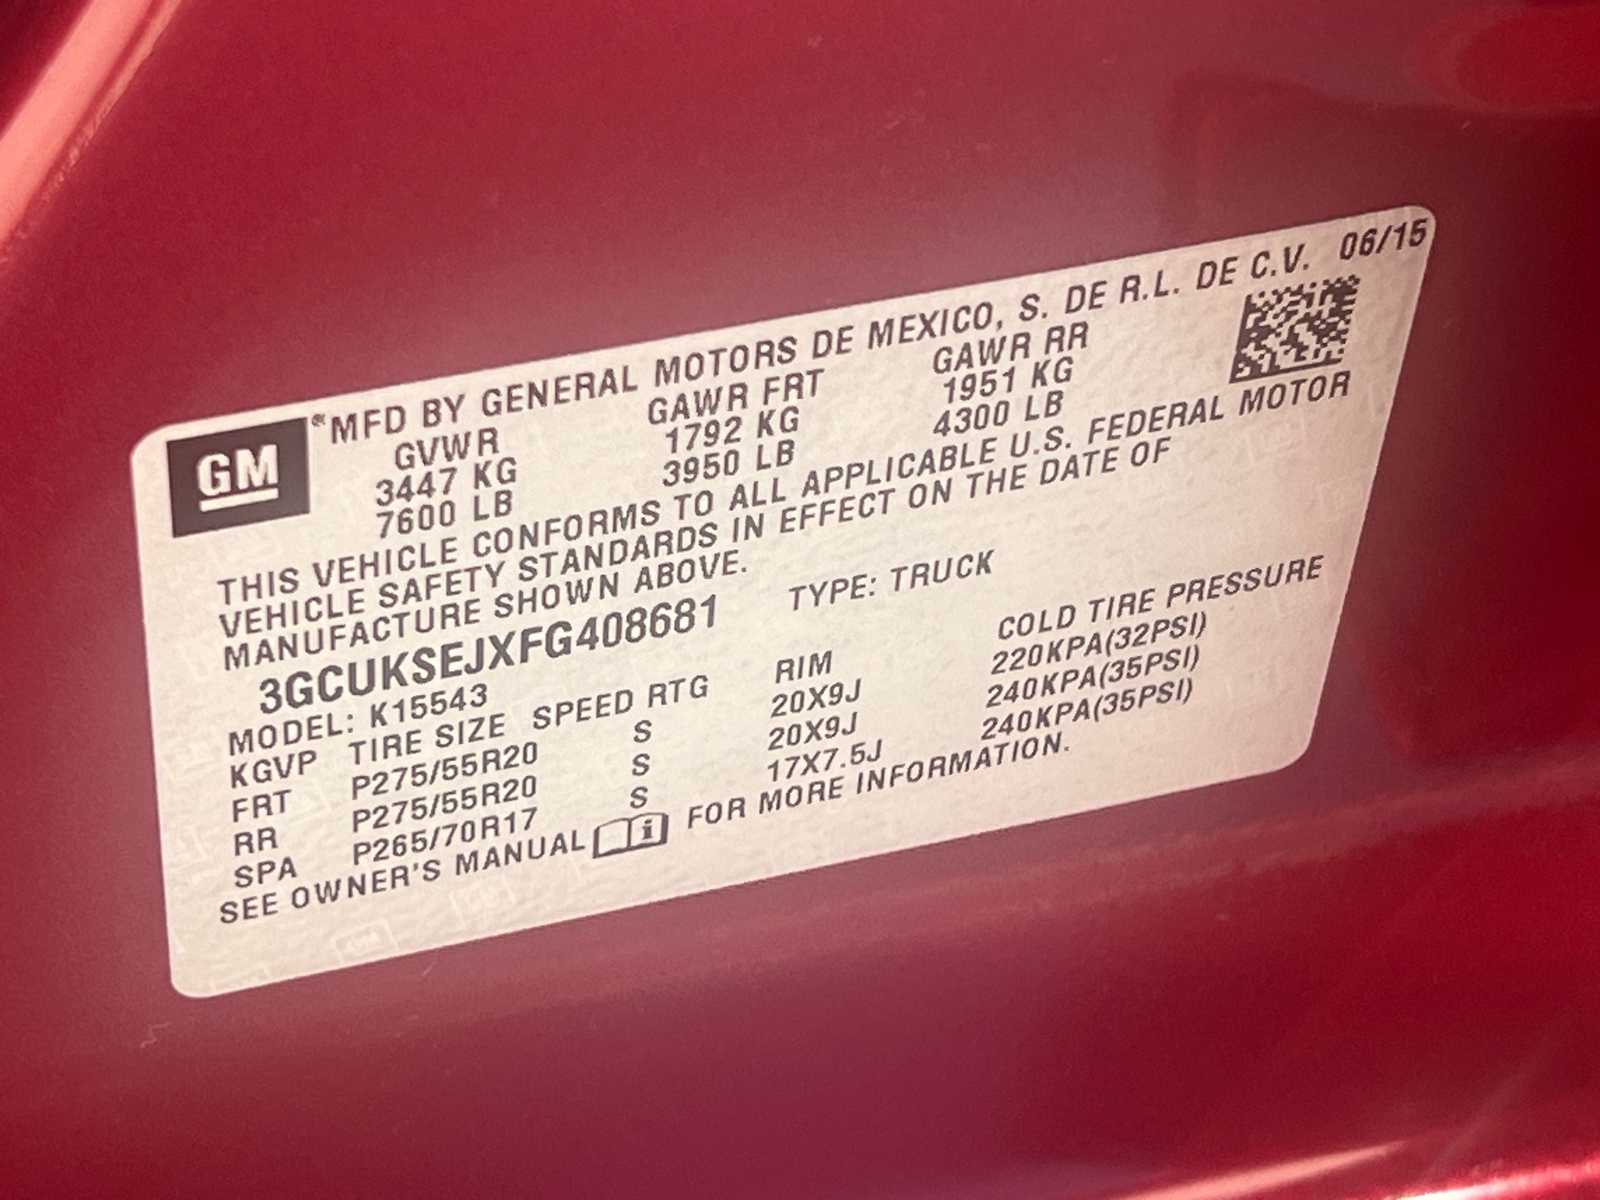 GM
®MFD BY GENERAL MOTORS DE MEXICO, S. DE R.L. DE C.V. 06/15
GVWR GAWR FRT GAWR RR
3447 KG 1792 KG 1951 KG
7600 LB 3950 LB 4300 LB
THIS VEHICLE CONFORMS TO ALL APPLICABLE U.S. FEDERAL MOTOR
VEHICLE SAFETY STANDARDS IN EFFECT ON THE DATE OF
MANUFACTURE SHOWN ABOVE.
3GCUKSEJXFG408681 TYPE: TRUCK
MODEL: K15543
KGVP TIRE SIZE SPEED RTG RIM COLD TIRE PRESSURE
FRT P275/55R20 S 20X9J 220KPA(32PSI)
RR P275/55R20 S 20X9J 240KPA(35PSI)
SPA P265/70R17 S 17X7.5J 240KPA(35PSI)
SEE OWNER'S MANUAL FOR MORE INFORMATION.